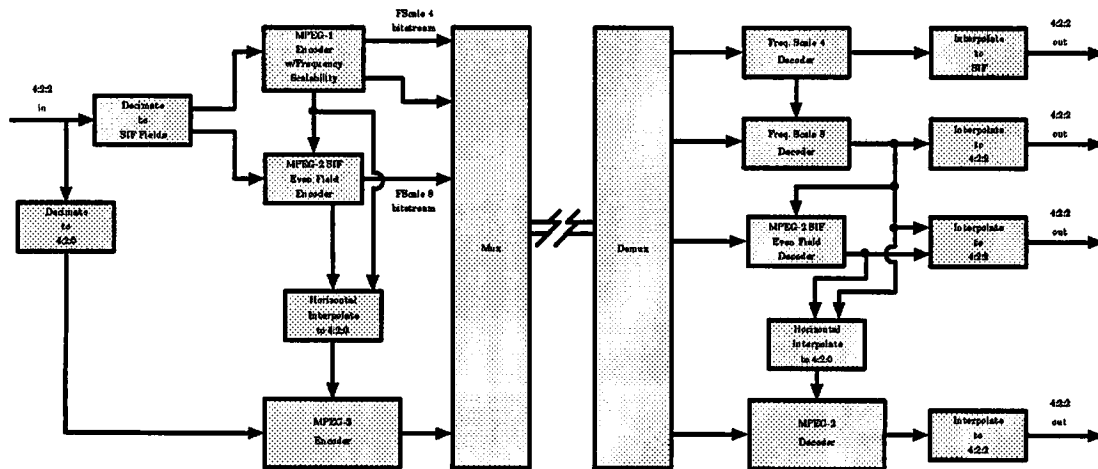 4:2:2
in
Decimate
to
SIF Fields
Decimate
to
4:2:0
MPEG-1
Encoder
w/Frequency
Scalability
MPEG-2 SIF
Even Field
Encoder
Horizontal
Interpolate
to 4:2:0
MPEG-2
Encoder
FScale 4
bitstream
FScale 8
bitstream
Mux
Demux
Freq. Scale 4
Decoder
Freq. Scale 8
Decoder
MPEG-2 SIF
Even Field
Decoder
Horizontal
Interpolate
to 4:2:0
MPEG-2
Decoder
Interpolate
to
SIF
4:2:2
out
Interpolate
to
4:2:2
4:2:2
out
Interpolate
to
4:2:2
4:2:2
out
Interpolate
to
4:2:2
4:2:2
out